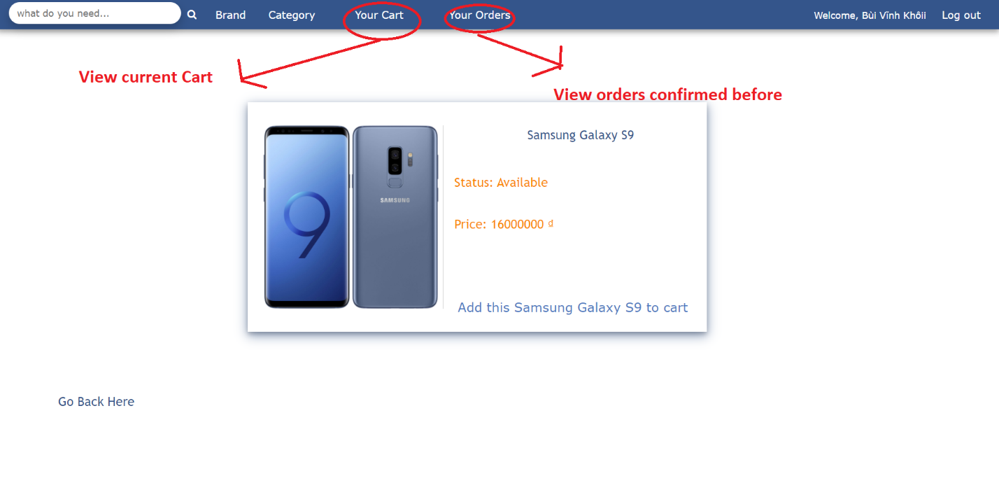 what do you need...
Brand
Category
Your Cart
Your Orders
Welcome, Bùi Vĩnh Khôii
Log out
View current Cart
View orders confirmed before
Samsung Galaxy S9
Status: Available
Price: 16000000 ₫
9
SAMSUNG
Add this Samsung Galaxy S9 to cart
Go Back Here